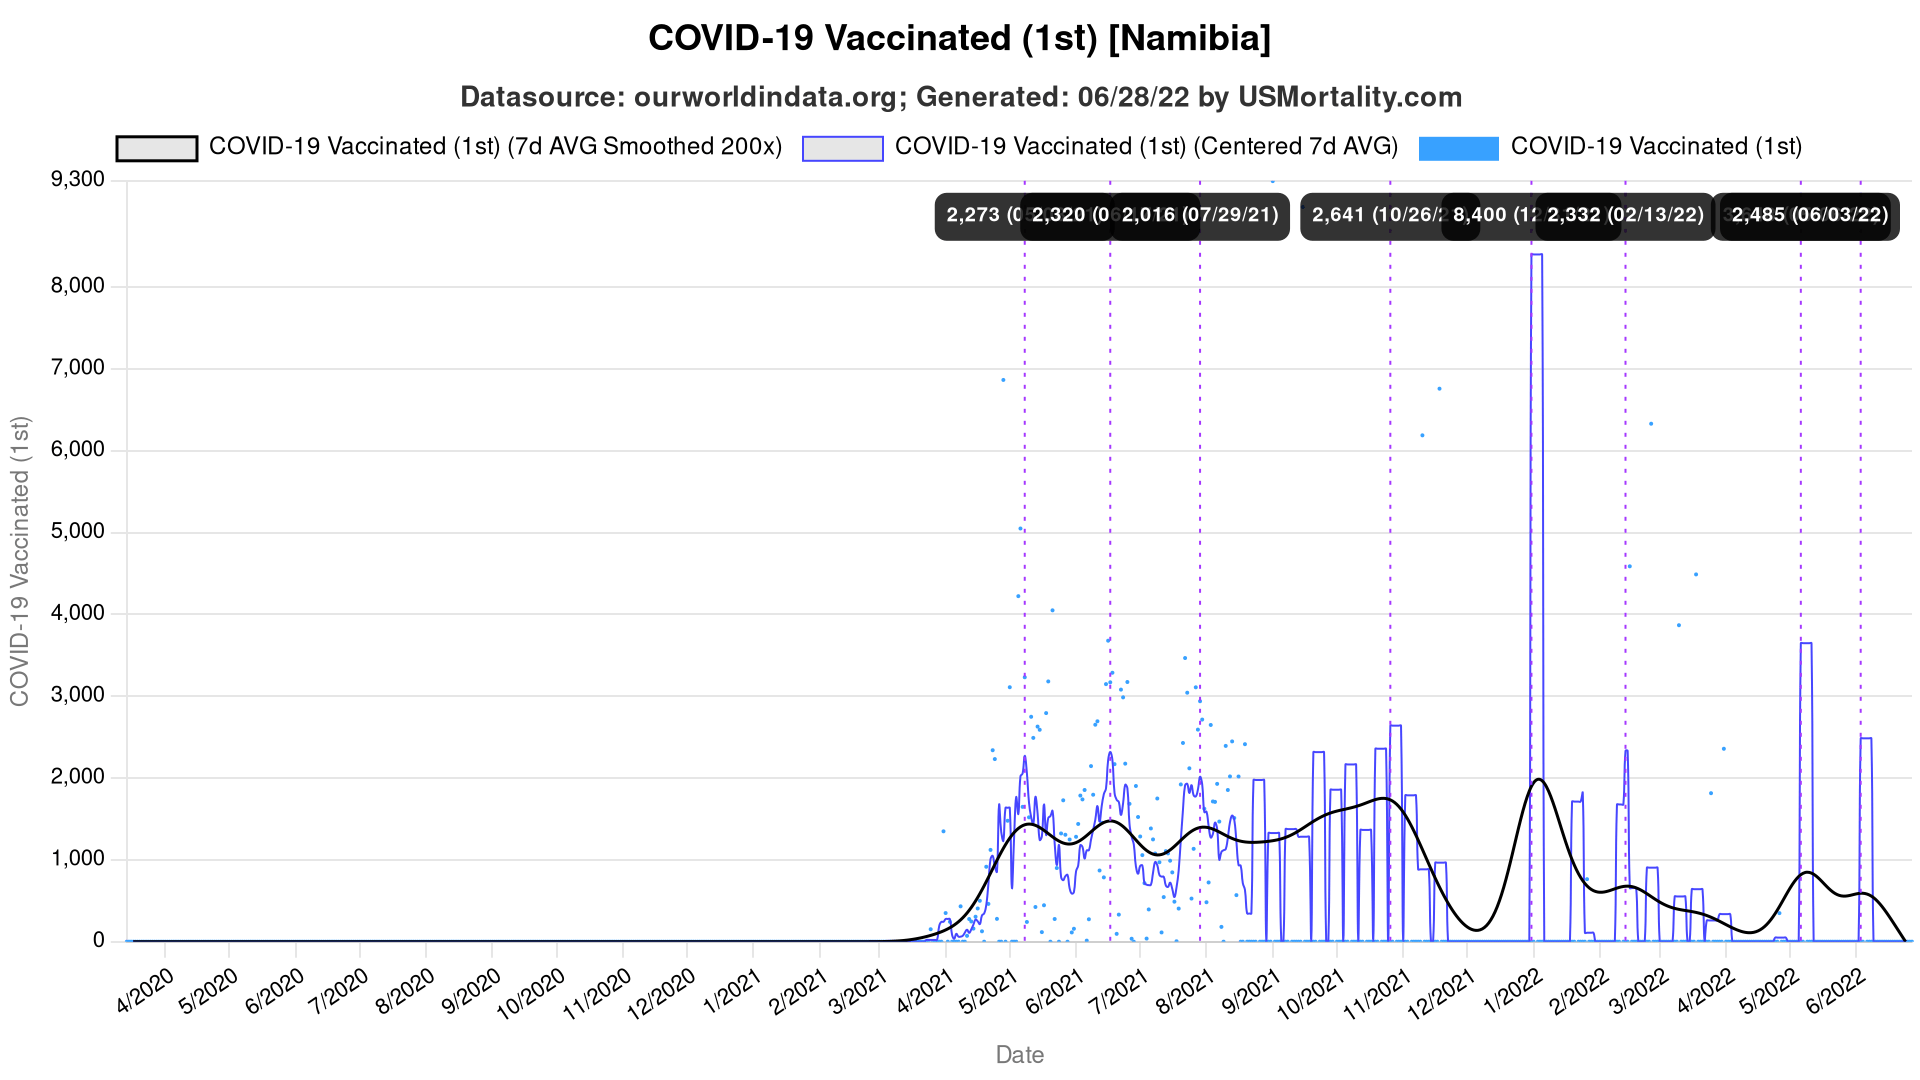 COVID-19 Vaccinated (1st) [Namibia]
Datasource: ourworldindata.org; Generated: 06/28/22 by USMortality.com
COVID-19 Vaccinated (1st) (7d AVG Smoothed 200x) COVID-19 Vaccinated (1st) (Centered 7d AVG) COVID-19 Vaccinated (1st)
9,300
2,273 2,320 2,016 (07/29/21) 2,641 8,400 2,332 (02/13/22) 2,485 (06/03/22)
8,000
7,000
6,000
5,000
4,000
3,000
2,000
1,000
0
COVID-19 Vaccinated (1st)
4/2020 5/2020 6/2020 7/2020 8/2020 9/2020 10/2020 11/2020 12/2020 1/2021 2/2021 3/2021 4/2021 5/2021 6/2021 7/2021 8/2021 9/2021 10/2021 11/2021 12/2021 1/2022 2/2022 3/2022 4/2022 5/2022 6/2022
Date